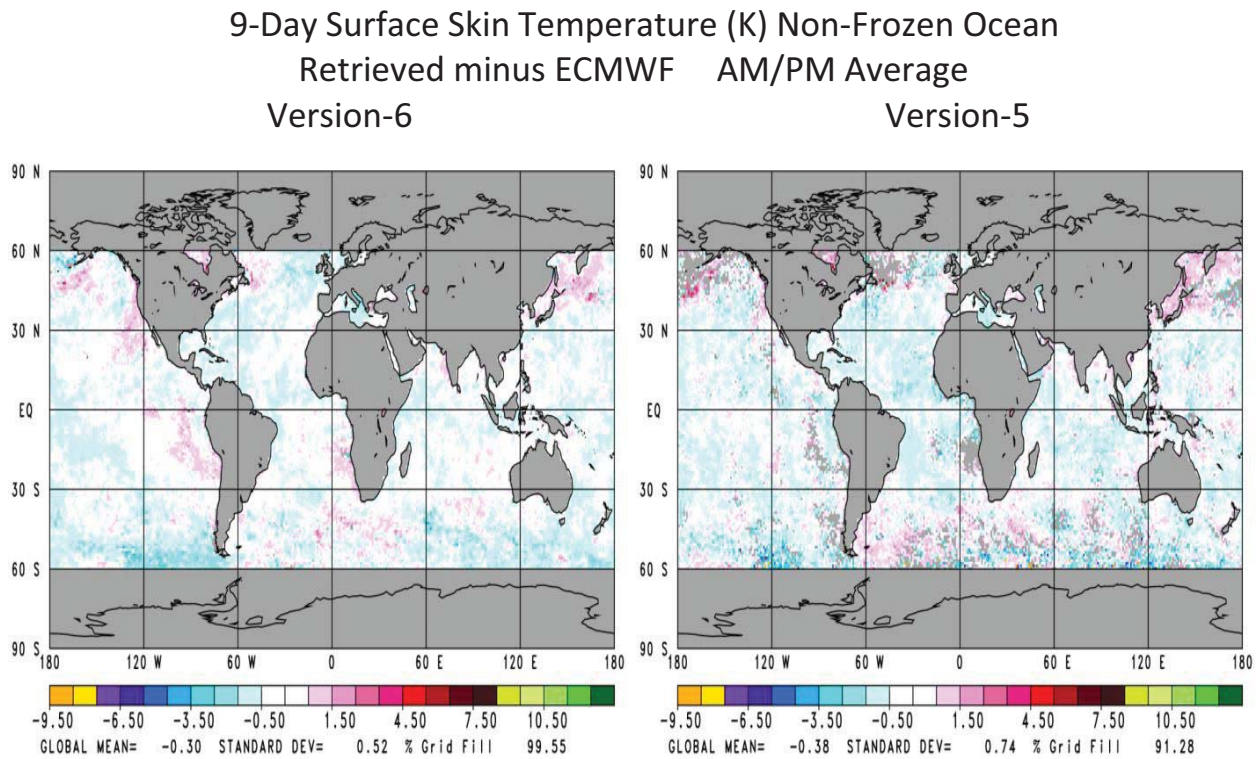 9-Day Surface Skin Temperature (K) Non-Frozen Ocean
Retrieved minus ECMWF AM/PM Average
Version-6
Version-5
90 N
60 N
30 N
EQ
30 S
60 S
90 S
180 120 W 60 W 0 60 E 120 E 180
-9.50 -6.50 -3.50 -0.50 1.50 4.50 7.50 10.50
GLOBAL MEAN= -0.30 STANDARD DEV= 0.52 % Grid Fill 99.55
90 N
60 N
30 N
EQ
30 S
60 S
90 S
180 120 W 60 W 0 60 E 120 E 180
-9.50 -6.50 -3.50 -0.50 1.50 4.50 7.50 10.50
GLOBAL MEAN= -0.38 STANDARD DEV= 0.74 % Grid Fill 91.28